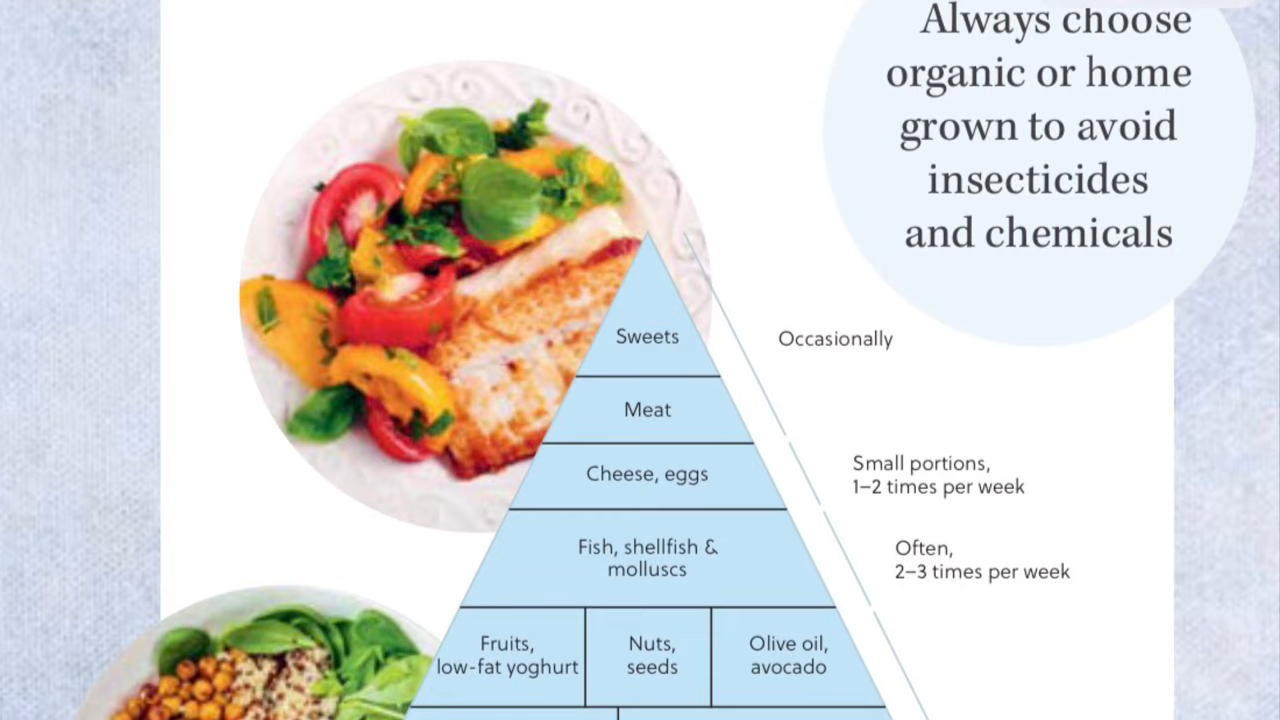 Always choose
organic or home
grown to avoid
insecticides
and chemicals
Sweets
Occasionally
Meat
Cheese, eggs
Small portions,
1–2 times per week
Fish, shellfish &
molluscs
Often,
2–3 times per week
Fruits,
low-fat yoghurt
Nuts,
seeds
Olive oil,
avocado